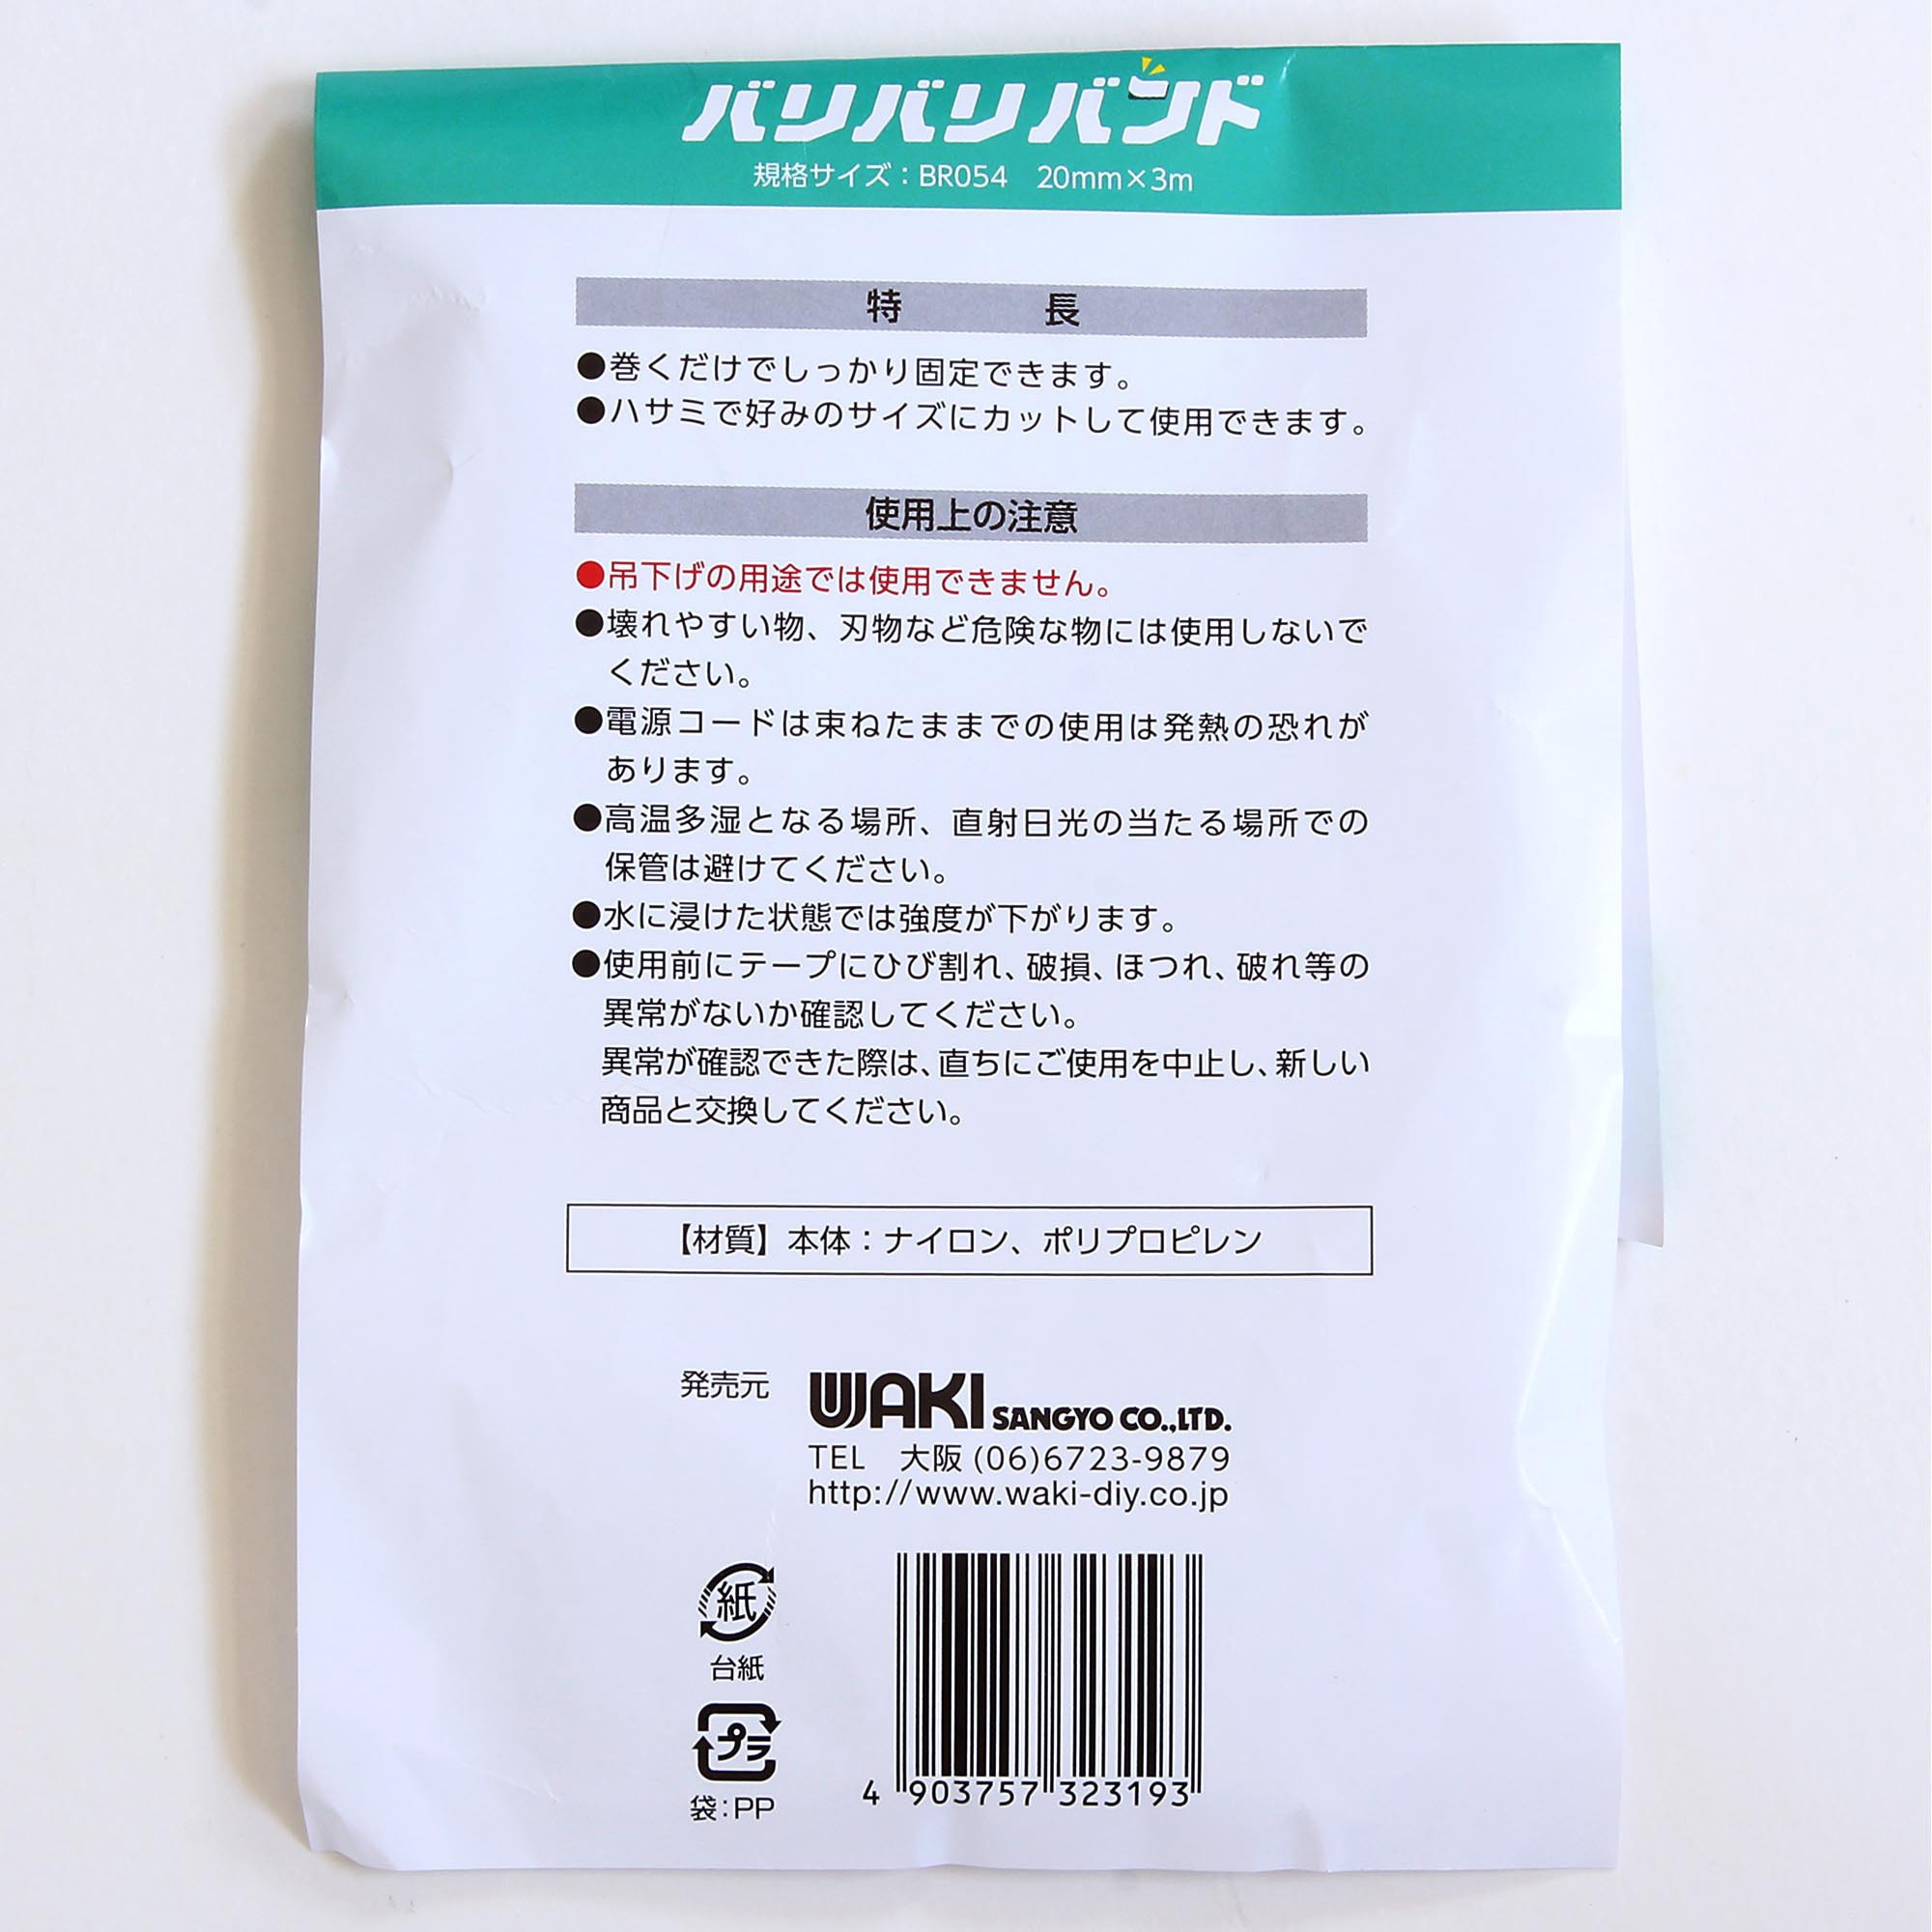 バリバリバンド
規格サイズ：BR054　20mm×3m
特　長
●巻くだけでしっかり固定できます。
●ハサミで好みのサイズにカットして使用できます。
使用上の注意
●吊下げの用途では使用できません。
●壊れやすい物、刃物など危険な物には使用しないで
ください。
●電源コードは束ねたままでの使用は発熱の恐れが
あります。
●高温多湿となる場所、直射日光の当たる場所での
保管は避けてください。
●水に浸けた状態では強度が下がります。
●使用前にテープにひび割れ、破損、ほつれ、破れ等の
異常がないか確認してください。
異常が確認できた際は、直ちにご使用を中止し、新しい
商品と交換してください。
【材質】本体：ナイロン、ポリプロピレン
発売元 WAKI SANGYO CO.,LTD.
TEL　大阪 (06)6723-9879
http://www.waki-diy.co.jp
紙
台紙
プラ
袋：PP
4 903757 323193